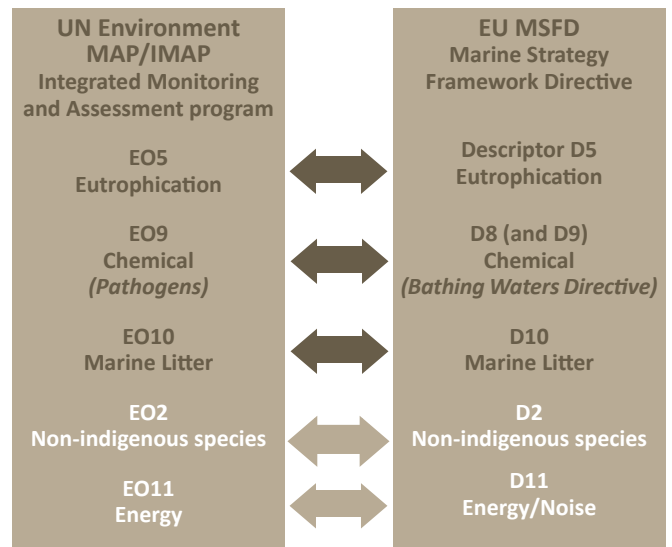 UN Environment
MAP/IMAP
Integrated Monitoring
and Assessment program
EO5
Eutrophication
EO9
Chemical
(Pathogens)
EO10
Marine Litter
EO2
Non-indigenous species
EO11
Energy
EU MSFD
Marine Strategy
Framework Directive
Descriptor D5
Eutrophication
D8 (and D9)
Chemical
(Bathing Waters Directive)
D10
Marine Litter
D2
Non-indigenous species
D11
Energy/Noise